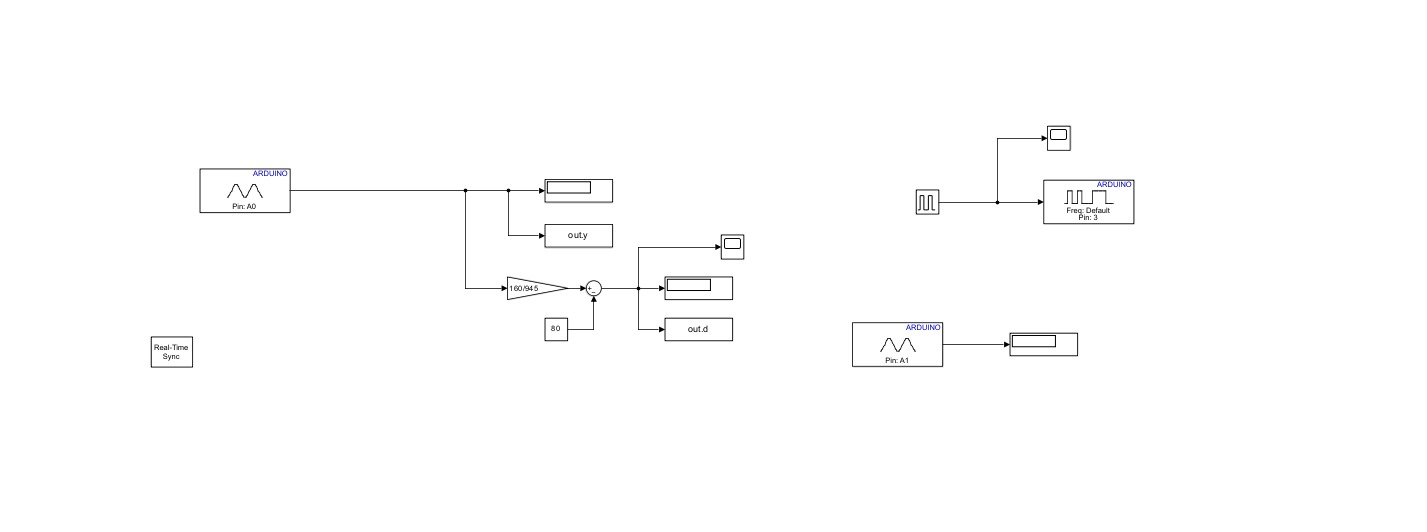 ARDUINO
Pin: A0
out.y
160/945
+
-
80
out.d
Real-Time
Sync
ARDUINO
Freq: Default
Pin: 3
ARDUINO
Pin: A1